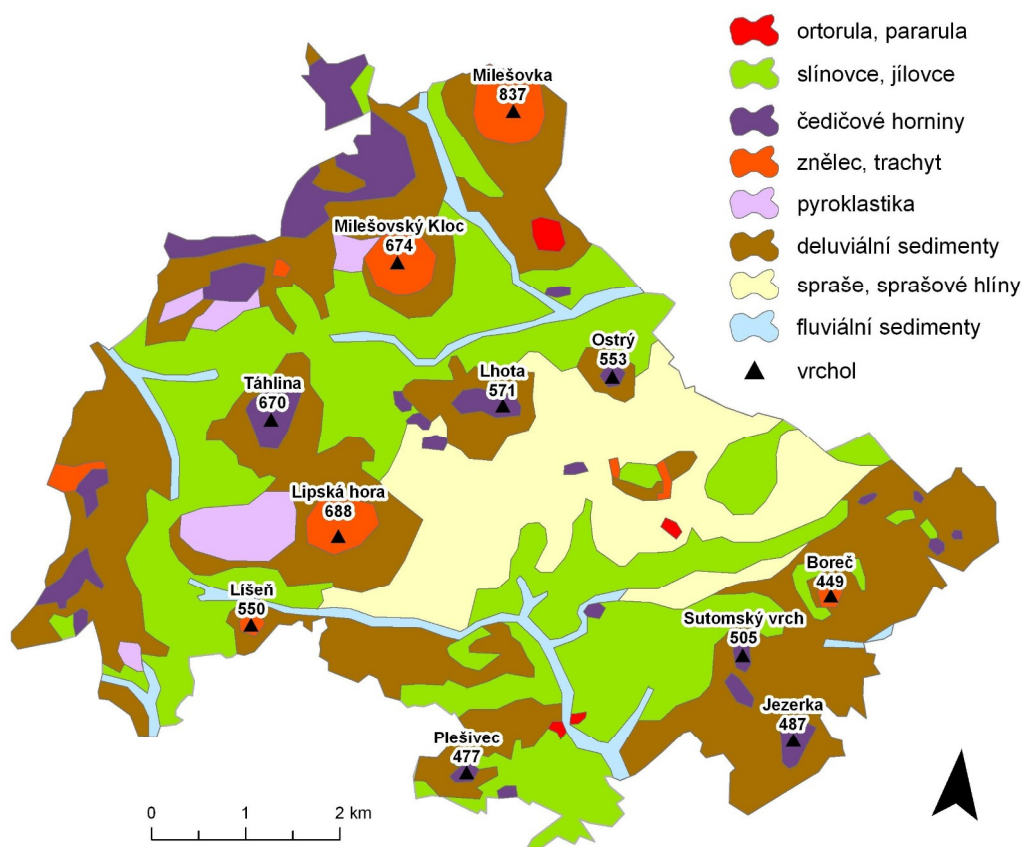 ortorula, pararula
slínovce, jílovce
čedičové horniny
znělec, trachyt
pyroklastika
deluviální sedimenty
spraše, sprašové hlíny
fluviální sedimenty
vrchol
Milešovka
837
Milešovský Kloc
674
Ostrý
553
Lhota
571
Táhlina
670
Lipská hora
688
Boreč
449
Líšeň
550
Sutomský vrch
505
Jezerka
487
Plešivec
477
0 1 2 km